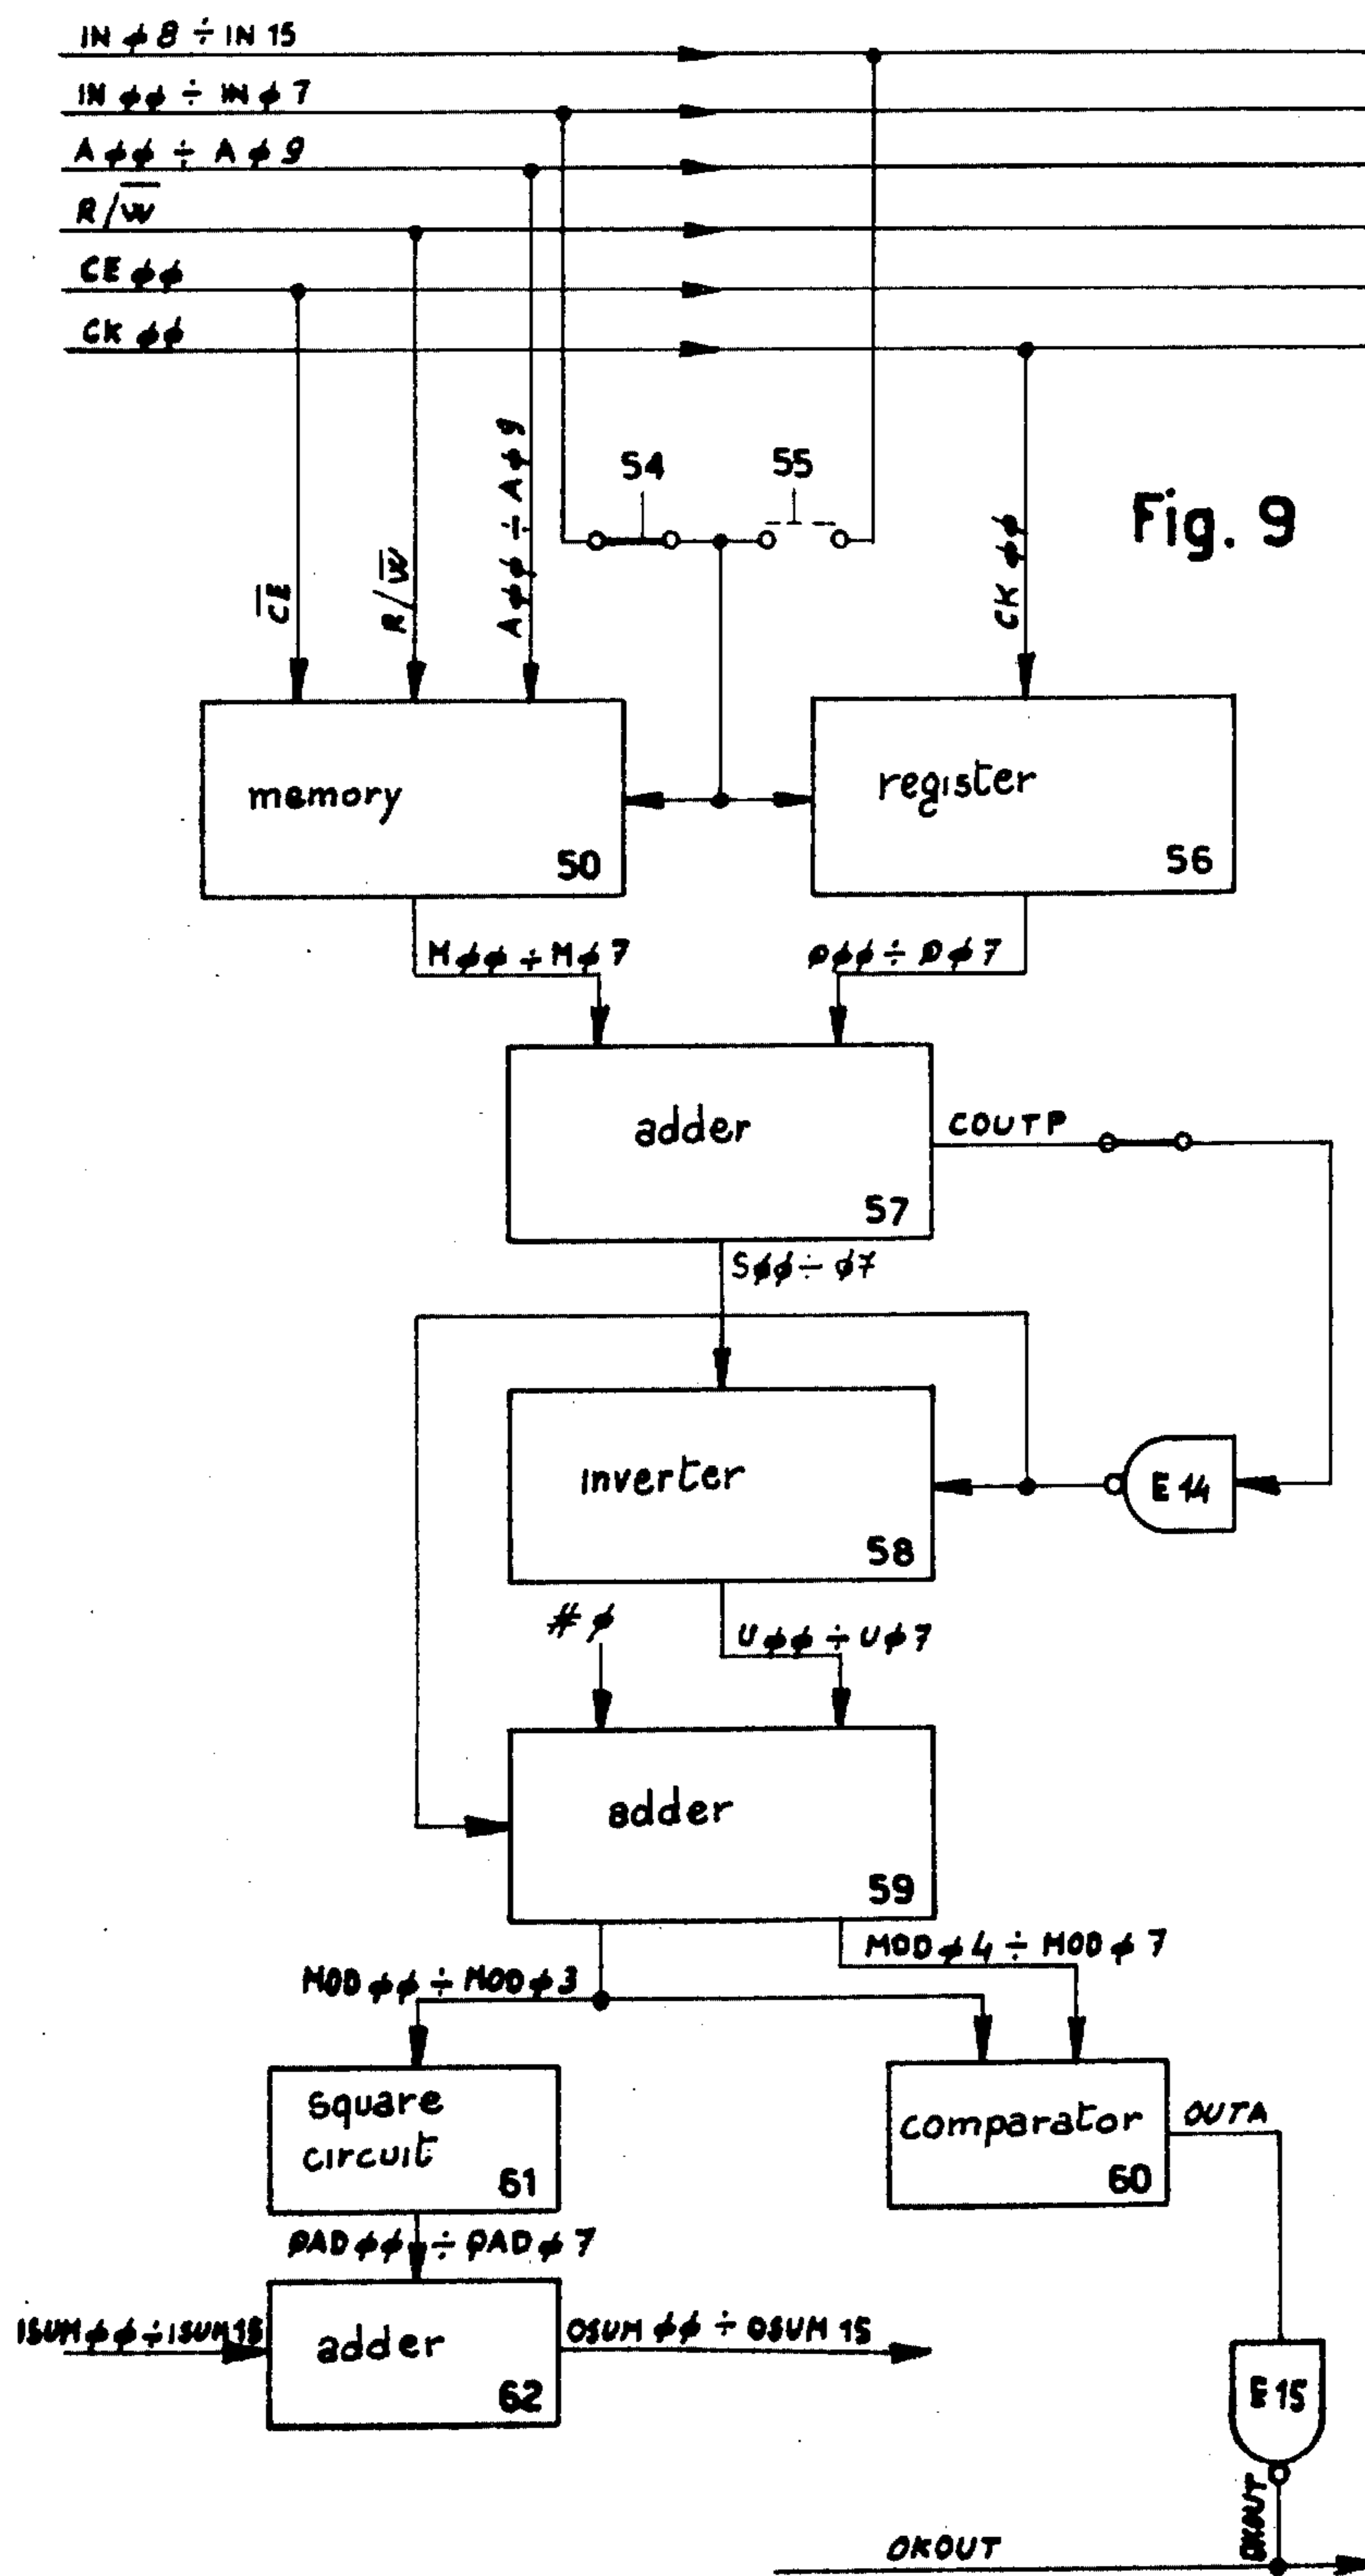 IN φ8 ÷ IN 15
IN φφ ÷ IN φ7
A φφ ÷ A φ9
R/W̅
CE φφ
CK φφ
54
55
Fig. 9
C̅E̅
R/W̅
A φφ ÷ A φ9
CK φφ
memory
50
register
56
M φφ ÷ M φ7
D φφ ÷ D φ7
adder
57
COUTP
S φφ ÷ φ7
inverter
58
E 14
# φ
U φφ ÷ U φ7
adder
59
MOD φφ ÷ MOD φ3
MOD φ4 ÷ MOD φ7
square
circuit
61
comparator
60
OUTA
QAD φφ ÷ QAD φ7
ISUM φφ ÷ ISUM 15
adder
62
OSUM φφ ÷ OSUM 15
E 15
OKOUT
OKOUT